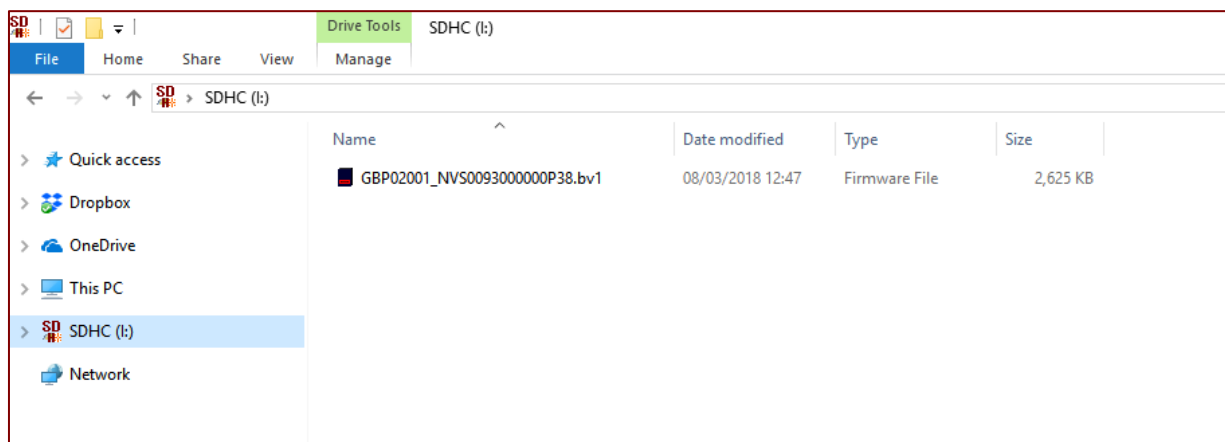 Drive Tools SDHC (I:)
File Home Share View Manage
SDHC (I:)
Name Date modified Type Size
Quick access
GBP02001_NVS0093000000P38.bv1 08/03/2018 12:47 Firmware File 2,625 KB
Dropbox
OneDrive
This PC
SD SDHC (I:)
Network